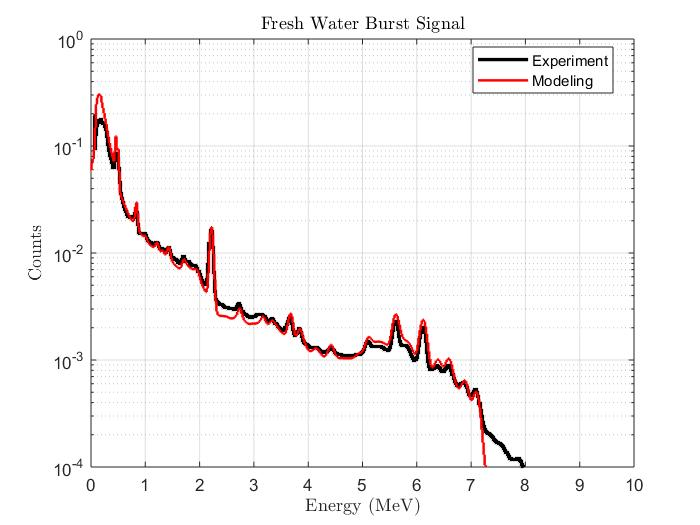 Fresh Water Burst Signal
Experiment
Modeling
Counts
10^0
10^-1
10^-2
10^-3
10^-4
0 1 2 3 4 5 6 7 8 9 10
Energy (MeV)